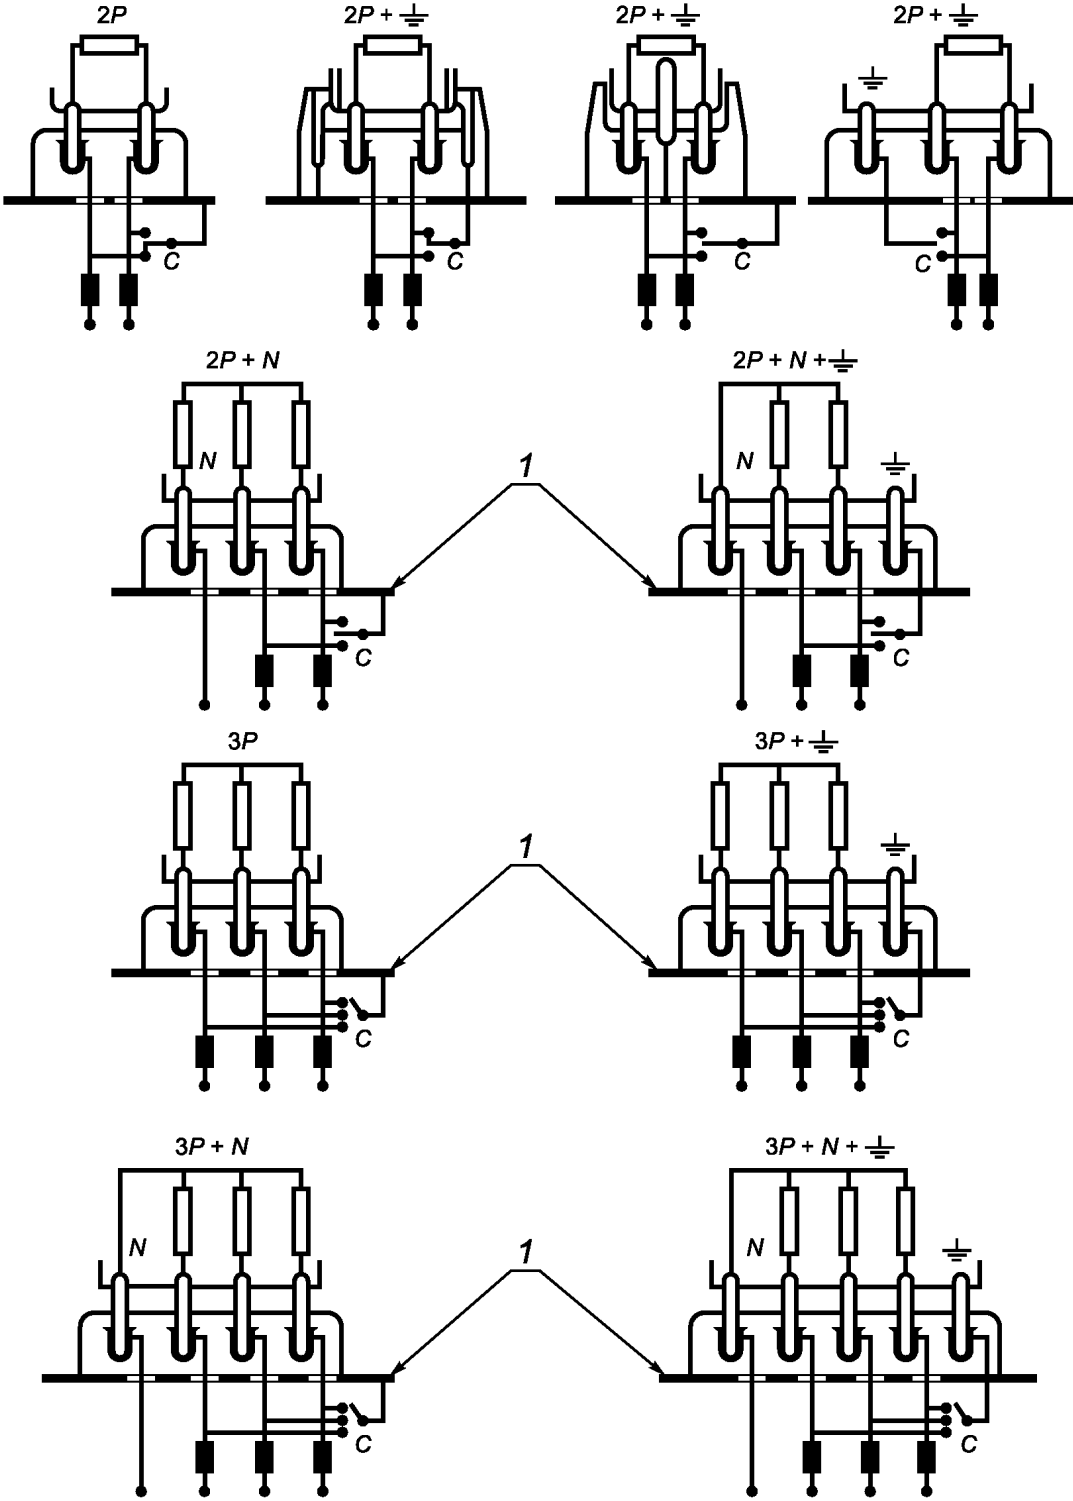 2P
2P + ⏚
2P + ⏚
2P + ⏚
⏚
C
C
C
C
2P + N
2P + N + ⏚
N
1
N
⏚
C
C
3P
3P + ⏚
1
⏚
C
C
3P + N
3P + N + ⏚
N
1
N
⏚
C
C